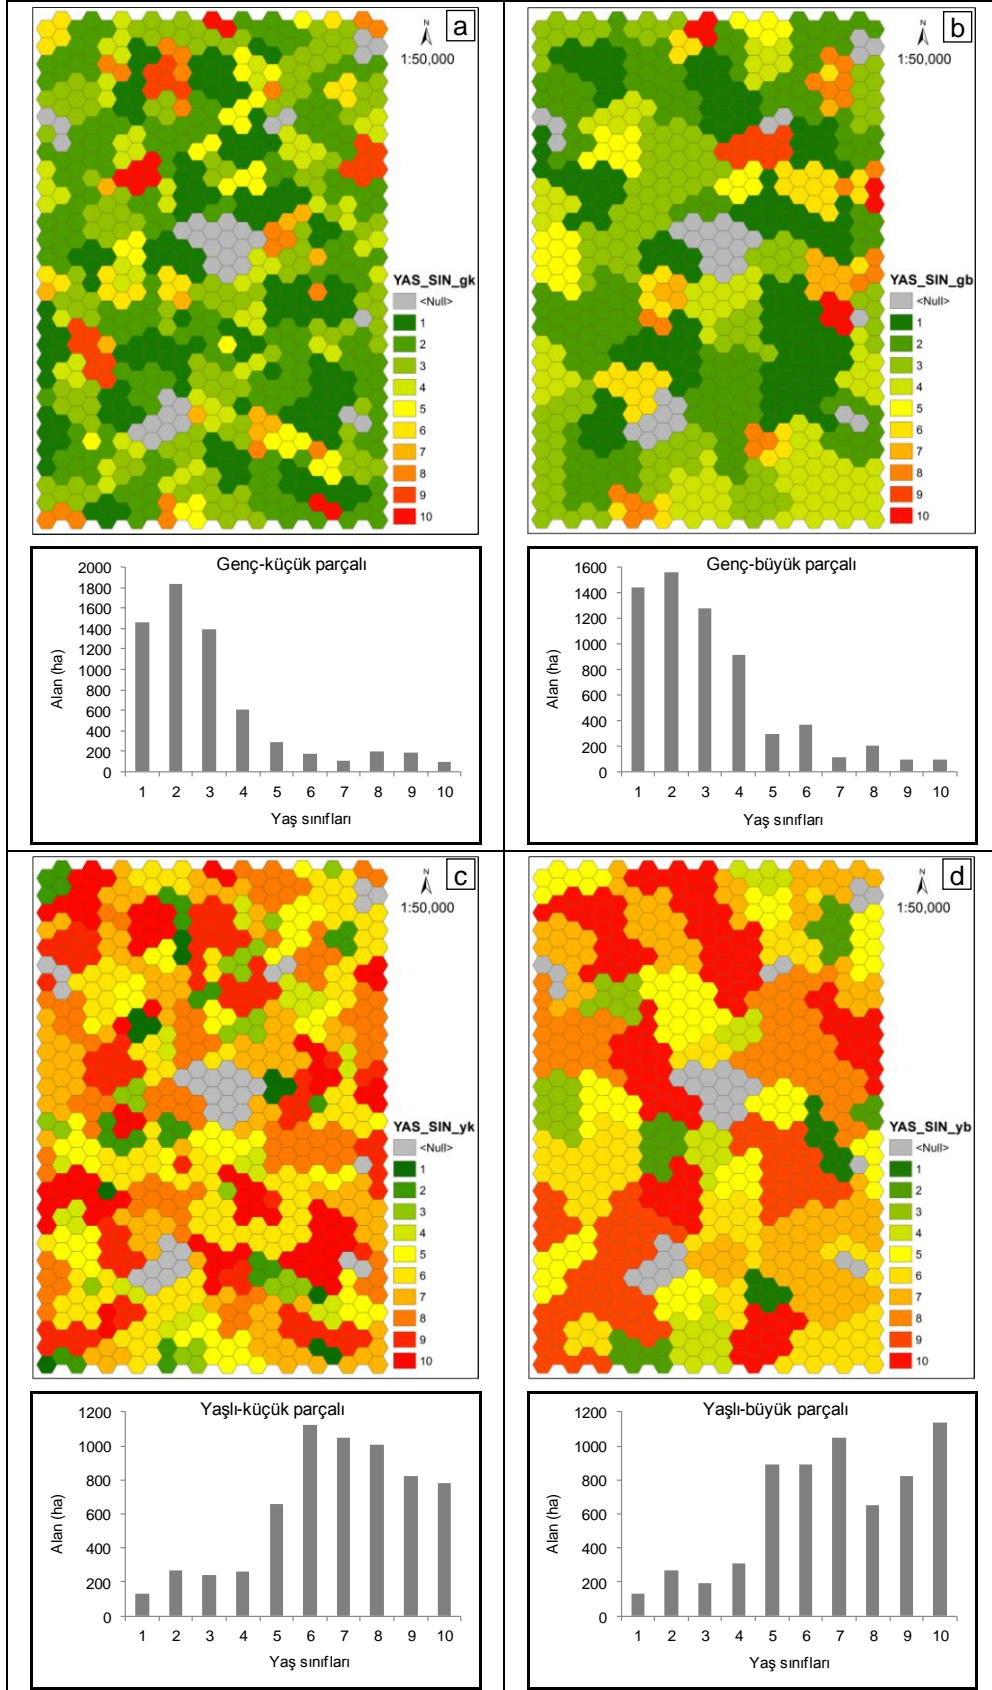 a
N
1:50,000
YAS_SIN_gk
<Null>
1
2
3
4
5
6
7
8
9
10
b
N
1:50,000
YAS_SIN_gb
<Null>
1
2
3
4
5
6
7
8
9
10
Genç-küçük parçalı
2000
1800
1600
1400
1200
1000
800
600
400
200
0
Alan (ha)
1 2 3 4 5 6 7 8 9 10
Yaş sınıfları
Genç-büyük parçalı
1600
1400
1200
1000
800
600
400
200
0
Alan (ha)
1 2 3 4 5 6 7 8 9 10
Yaş sınıfları
c
N
1:50,000
YAS_SIN_yk
<Null>
1
2
3
4
5
6
7
8
9
10
d
N
1:50,000
YAS_SIN_yb
<Null>
1
2
3
4
5
6
7
8
9
10
Yaşlı-küçük parçalı
1200
1000
800
600
400
200
0
Alan (ha)
1 2 3 4 5 6 7 8 9 10
Yaş sınıfları
Yaşlı-büyük parçalı
1200
1000
800
600
400
200
0
Alan (ha)
1 2 3 4 5 6 7 8 9 10
Yaş sınıfları